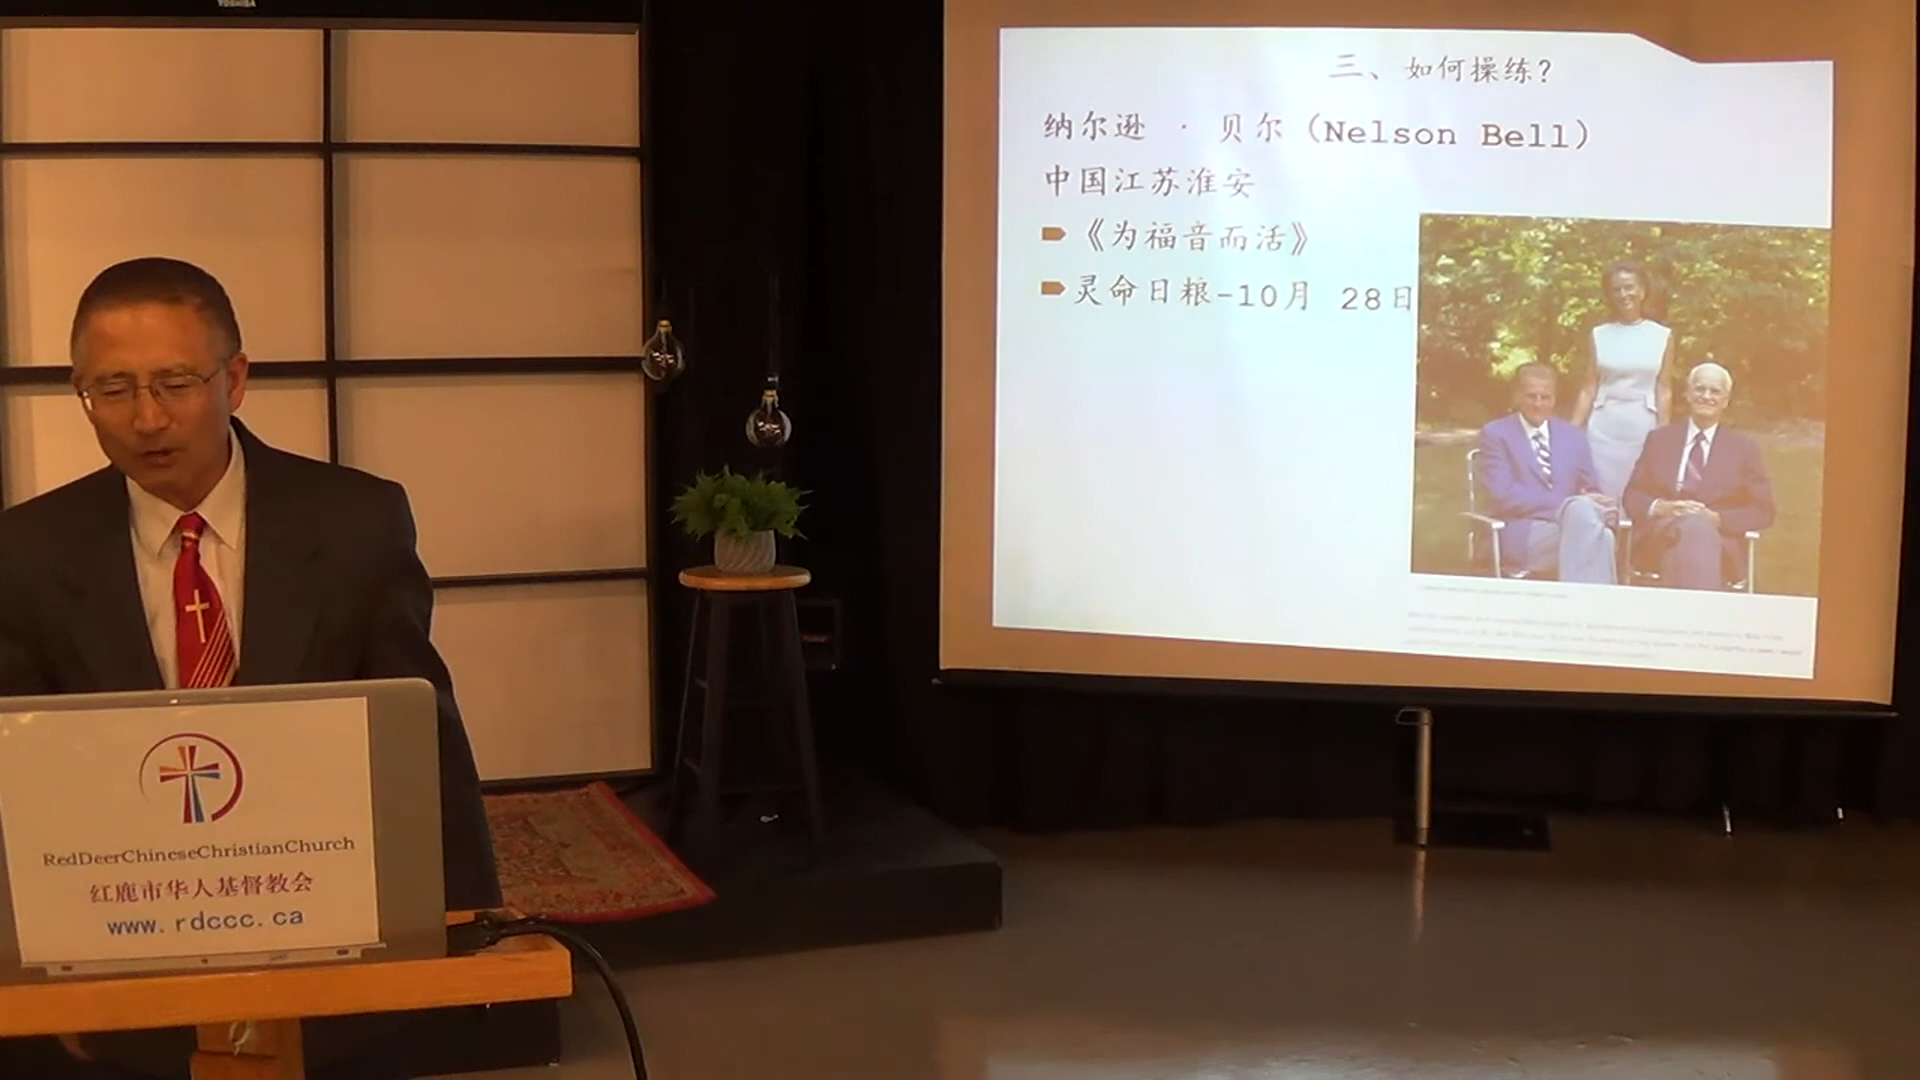 TOSHIBA
三、如何操练?
纳尔逊 · 贝尔 (Nelson Bell)
中国江苏淮安
《为福音而活》
灵命日粮-10月 28日
RedDeerChineseChristianChurch
红鹿市华人基督教会
www.rdccc.ca